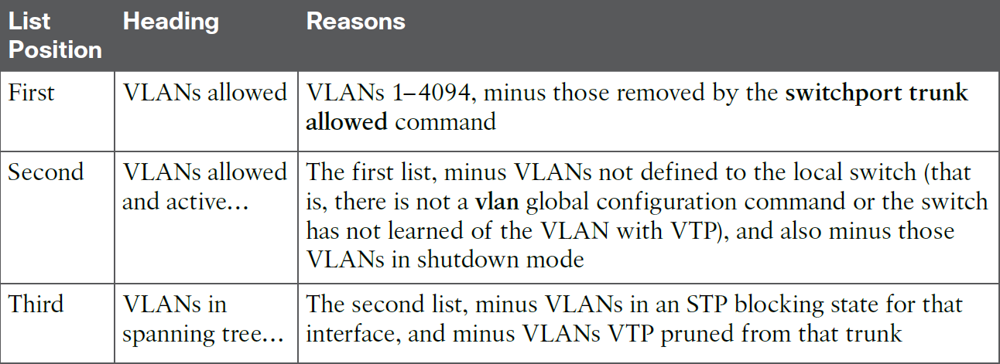 List Position
Heading
Reasons
First
VLANs allowed
VLANs 1–4094, minus those removed by the switchport trunk
allowed command
Second
VLANs allowed
and active…
The first list, minus VLANs not defined to the local switch (that
is, there is not a vlan global configuration command or the switch
has not learned of the VLAN with VTP), and also minus those
VLANs in shutdown mode
Third
VLANs in
spanning tree…
The second list, minus VLANs in an STP blocking state for that
interface, and minus VLANs VTP pruned from that trunk